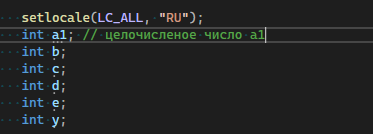 setlocale(LC_ALL, "RU");
int a1; // целочисленое число a1
int b;
int c;
int d;
int e;
int y;